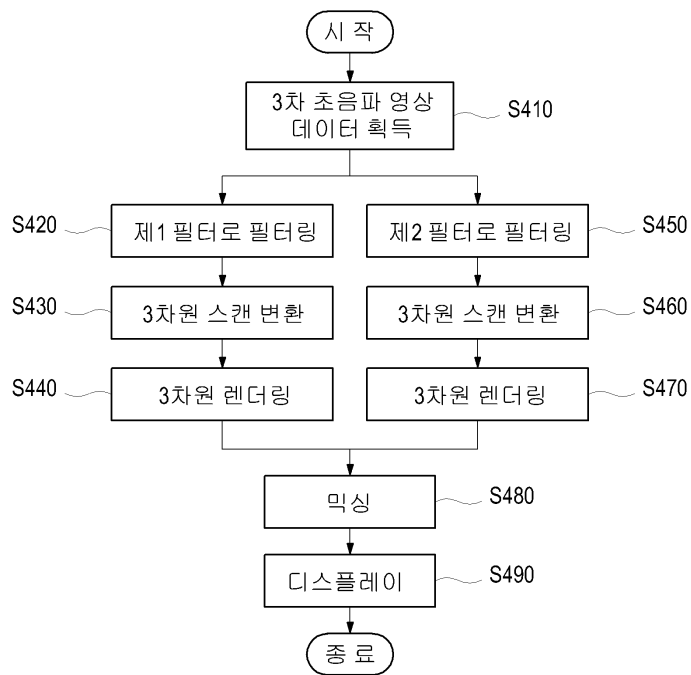 시 작
3차 초음파 영상
데이터 획득
S410
S420
제1 필터로 필터링
제2 필터로 필터링
S450
S430
3차원 스캔 변환
3차원 스캔 변환
S460
S440
3차원 렌더링
3차원 렌더링
S470
믹싱
S480
디스플레이
S490
종 료